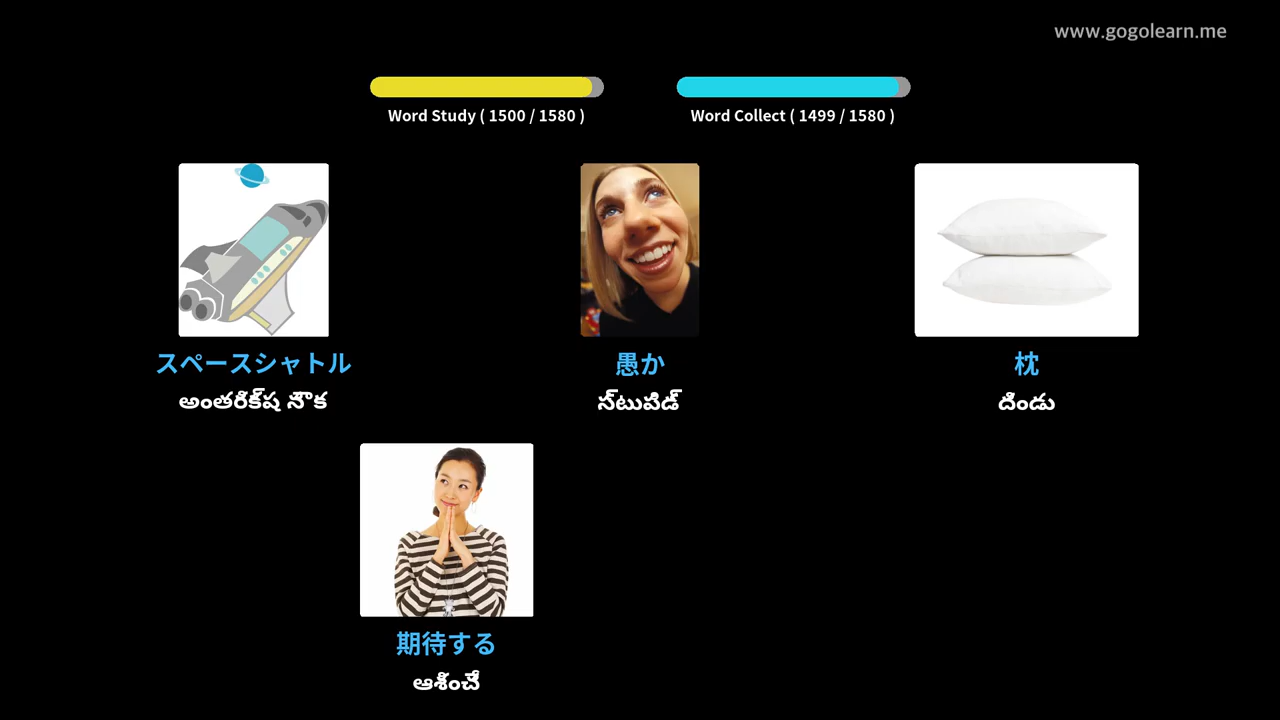 www.gogolearn.me
Word Study ( 1500 / 1580 )
Word Collect ( 1499 / 1580 )
スペースシャトル
అంతరిక్ష నౌక
愚か
స్టుపిడ్
枕
దిండు
期待する
ఆశించే